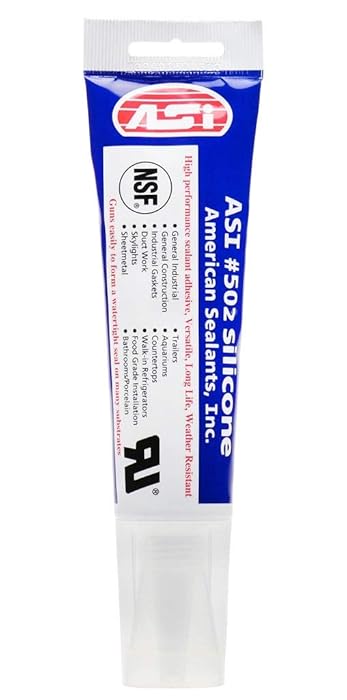 ASI
ASI #502 silicone
American Sealants, Inc.
NSF®
High performance sealant adhesive, Versatile, Long Life, Weather Resistant
• General Industrial
• General Construction
• Industrial Gaskets
• Duct Work
• Skylights
• Sheetmetal
• Trailers
• Aquariums
• Countertops
• Walk-in Refrigerators
• Food Grade Installation
• Bathrooms/Porcelain
Guns easily to form a watertight seal on many substrates
RU®